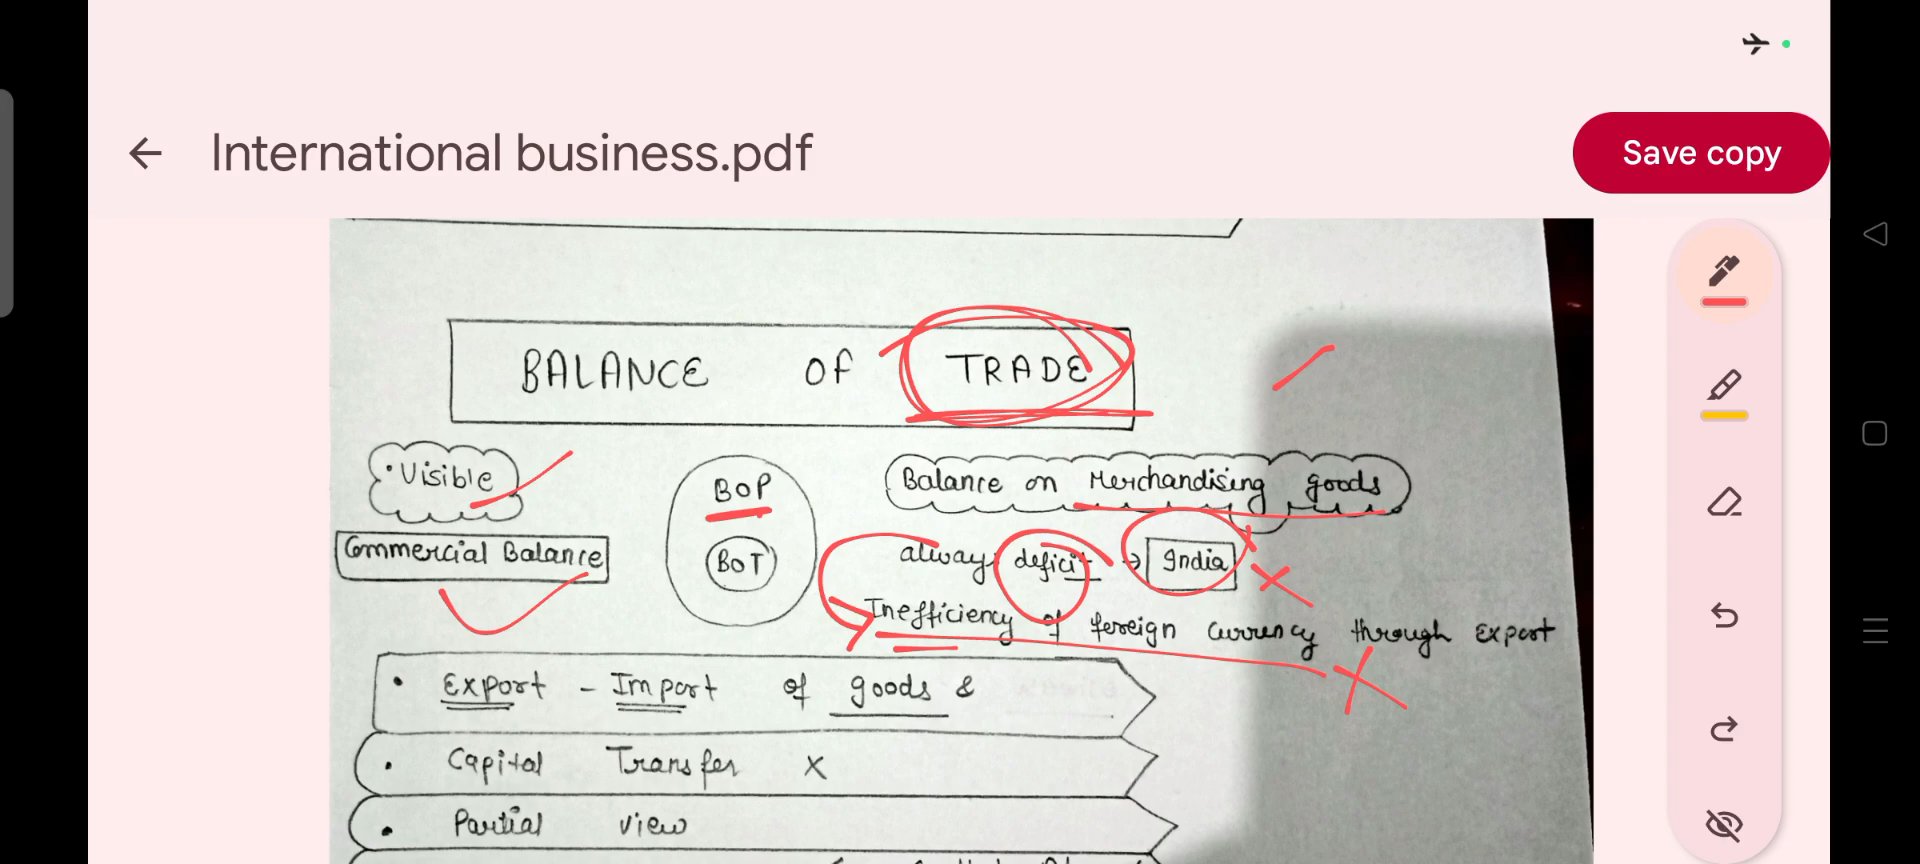 International business.pdf
Save copy
BALANCE OF TRADE
• Visible
Commercial Balance
BOP
BOT
Balance on Merchandising goods
always deficit → India
Inefficiency of foreign currency through Export
• Export - Import of goods &
• Capital Transfer X
• Partial view